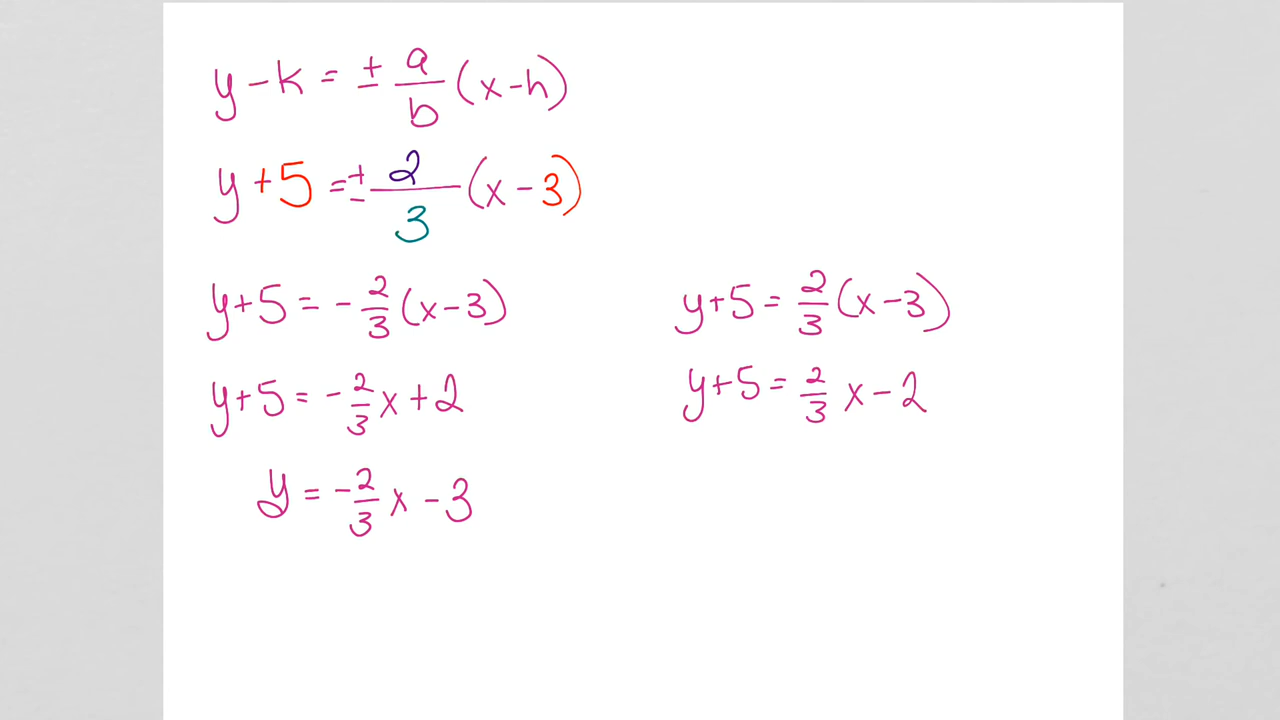 y - k = ± a/b (x - h)
y + 5 = ± 2/3 (x - 3)
y + 5 = - 2/3 (x - 3)
y + 5 = 2/3 (x - 3)
y + 5 = - 2/3 x + 2
y + 5 = 2/3 x - 2
y = - 2/3 x - 3